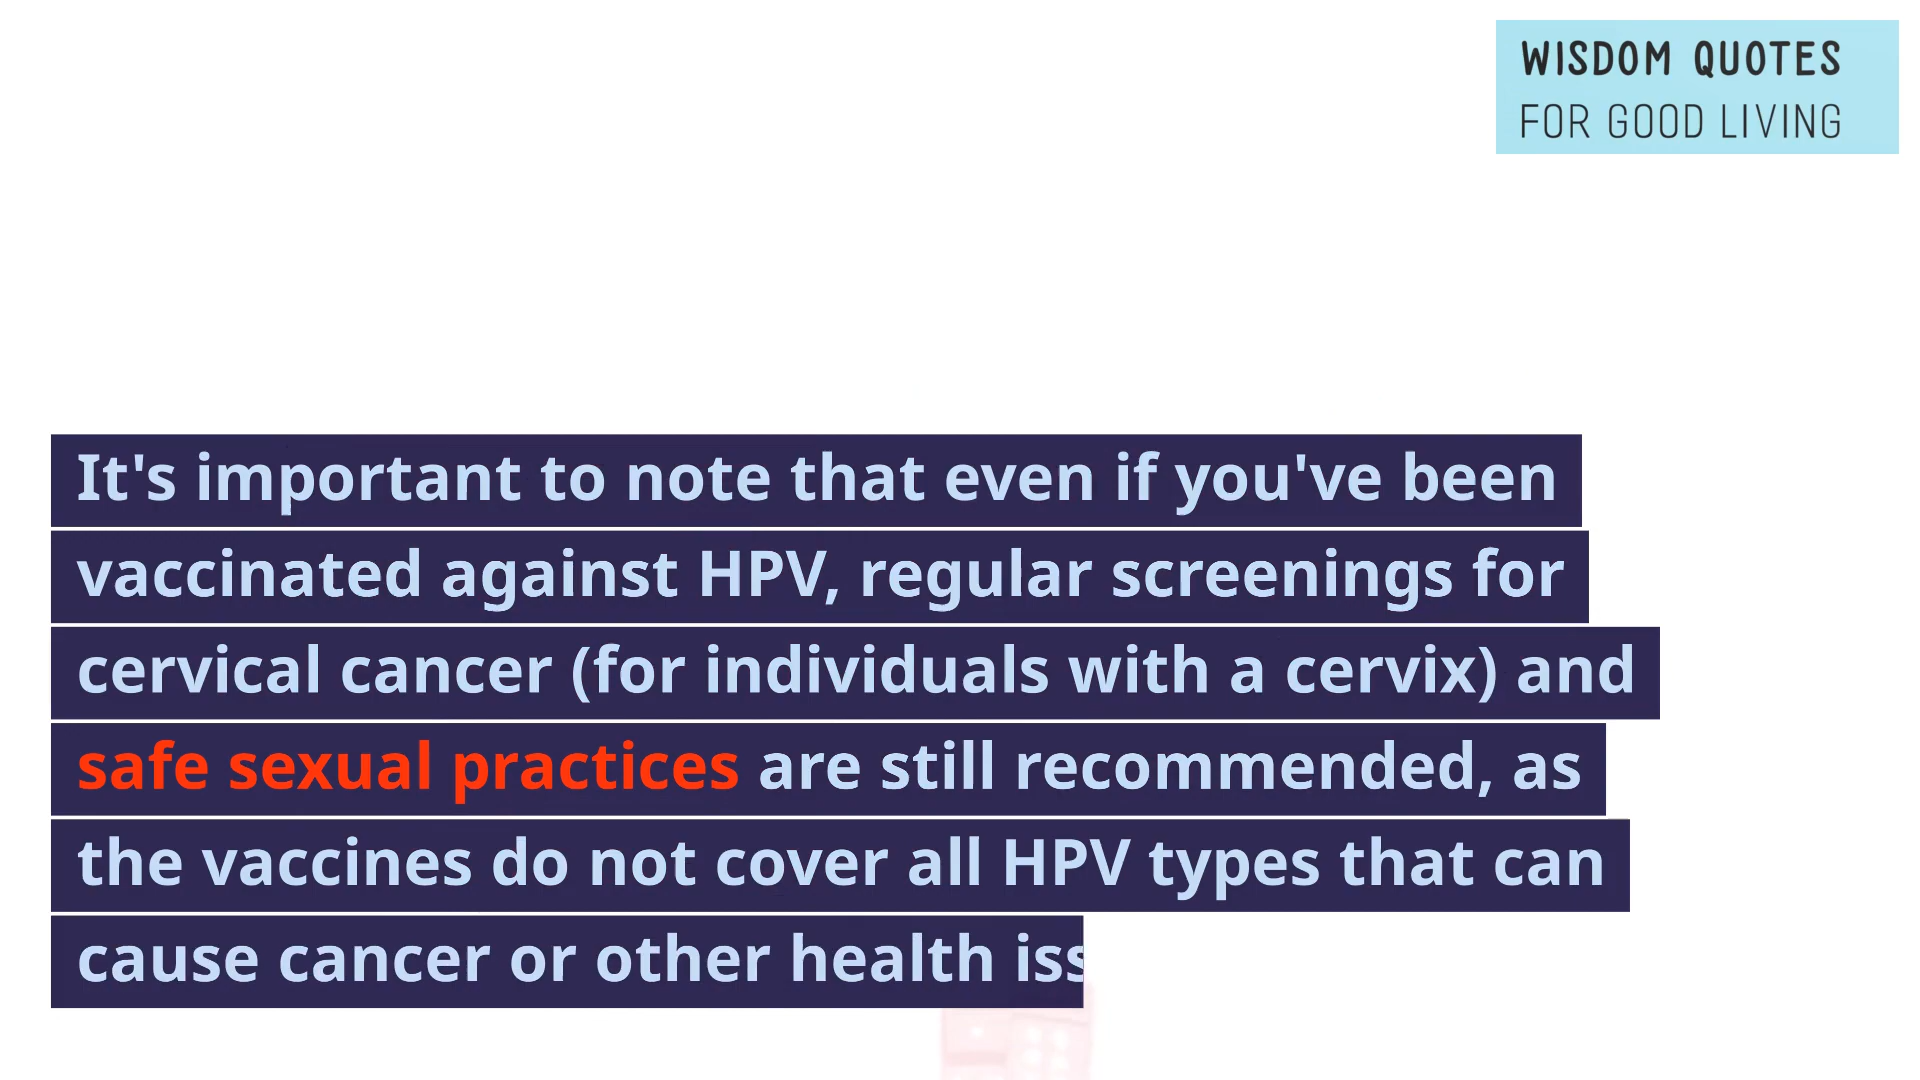 WISDOM QUOTES
FOR GOOD LIVING
It's important to note that even if you've been
vaccinated against HPV, regular screenings for
cervical cancer (for individuals with a cervix) and
safe sexual practices are still recommended, as
the vaccines do not cover all HPV types that can
cause cancer or other health